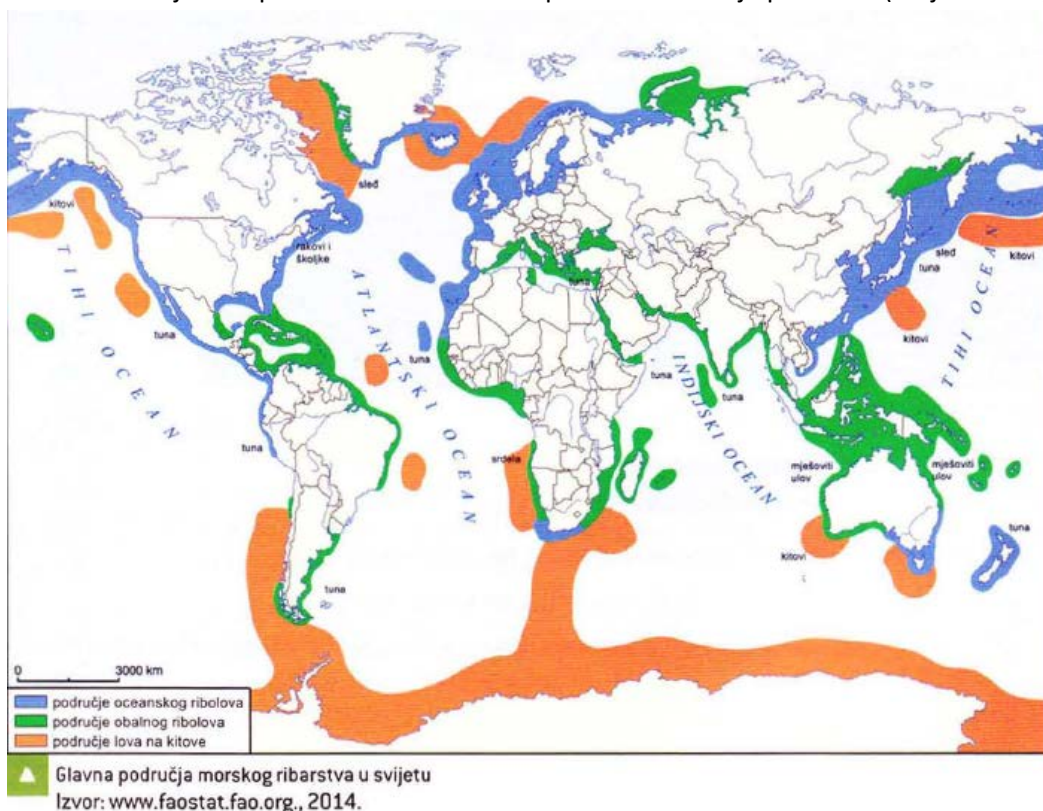 kitovi
TIHI OCEAN
tuna
tuna
rakovi i
školjke
sleđ
ATLANTSKI OCEAN
tuna
tuna
srdela
tuna
tuna
INDIJSKI OCEAN
tuna
mješoviti
ulov
kitovi
mješoviti
ulov
tuna
sleđ
tuna
kitovi
kitovi
TIHI OCEAN
0 3000 km
područje oceanskog ribolova
područje obalnog ribolova
područje lova na kitove
Glavna područja morskog ribarstva u svijetu
Izvor: www.faostat.fao.org., 2014.